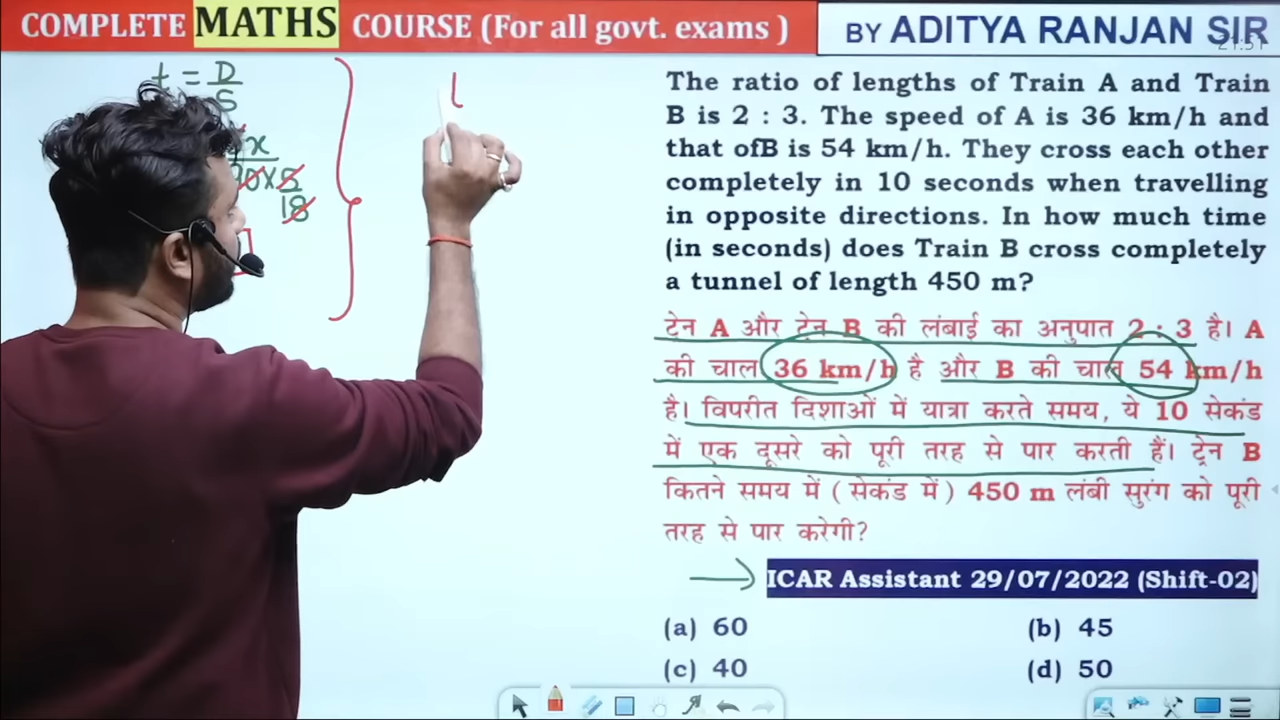 COMPLETE MATHS COURSE (For all govt. exams )
BY ADITYA RANJAN SIR
t = D
S
x
90 × 5
18
l
The ratio of lengths of Train A and Train
B is 2 : 3. The speed of A is 36 km/h and
that ofB is 54 km/h. They cross each other
completely in 10 seconds when travelling
in opposite directions. In how much time
(in seconds) does Train B cross completely
a tunnel of length 450 m?
ट्रेन A और ट्रेन B की लंबाई का अनुपात 2 : 3 है। A
की चाल 36 km/h है और B की चाल 54 km/h
है। विपरीत दिशाओं में यात्रा करते समय, ये 10 सेकंड
में एक दूसरे को पूरी तरह से पार करती हैं। ट्रेन B
कितने समय में ( सेकंड में ) 450 m लंबी सुरंग को पूरी
तरह से पार करेगी?
ICAR Assistant 29/07/2022 (Shift-02)
(a) 60
(b) 45
(c) 40
(d) 50